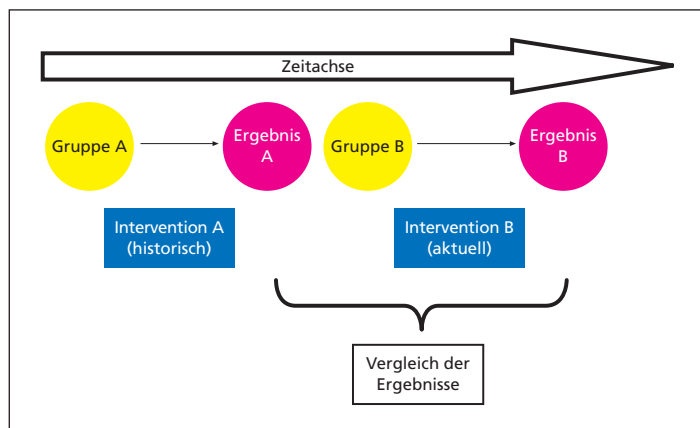 Zeitachse
Gruppe A
Ergebnis
A
Gruppe B
Ergebnis
B
Intervention A
(historisch)
Intervention B
(aktuell)
Vergleich der
Ergebnisse